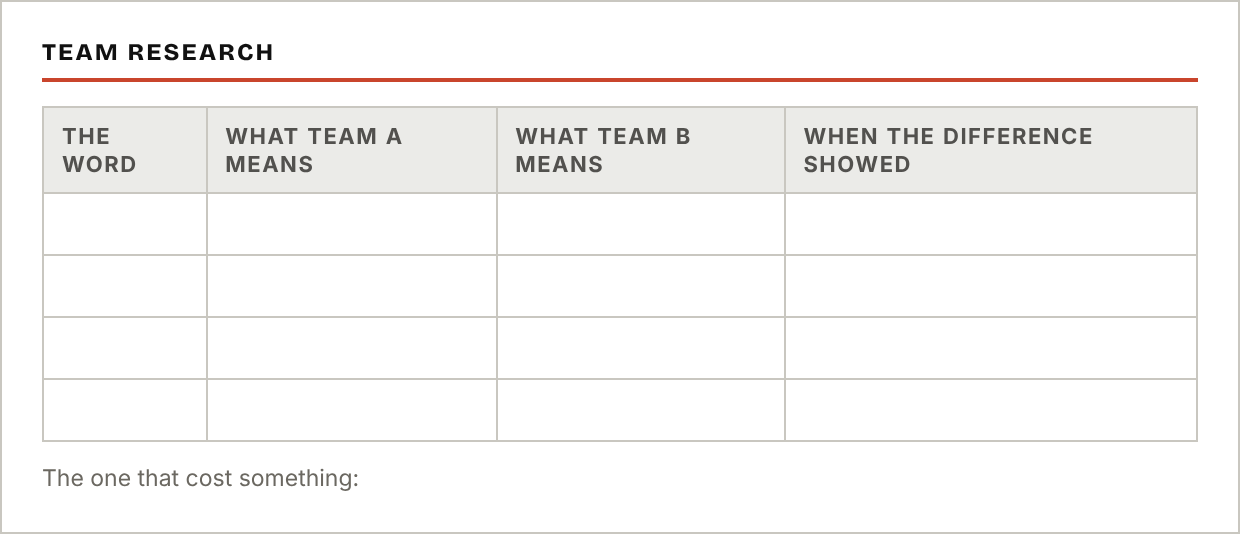 TEAM RESEARCH
THE WORD
WHAT TEAM A MEANS
WHAT TEAM B MEANS
WHEN THE DIFFERENCE SHOWED
The one that cost something: